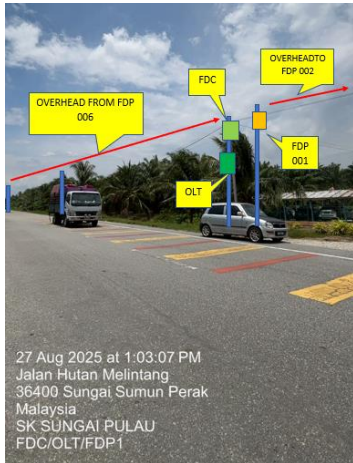 OVERHEADTO
FDP 002
FDC
OVERHEAD FROM FDP
006
FDP
001
OLT
27 Aug 2025 at 1:03:07 PM
Jalan Hutan Melintang
36400 Sungai Sumun Perak
Malaysia
SK SUNGAI PULAU
FDC/OLT/FDP1